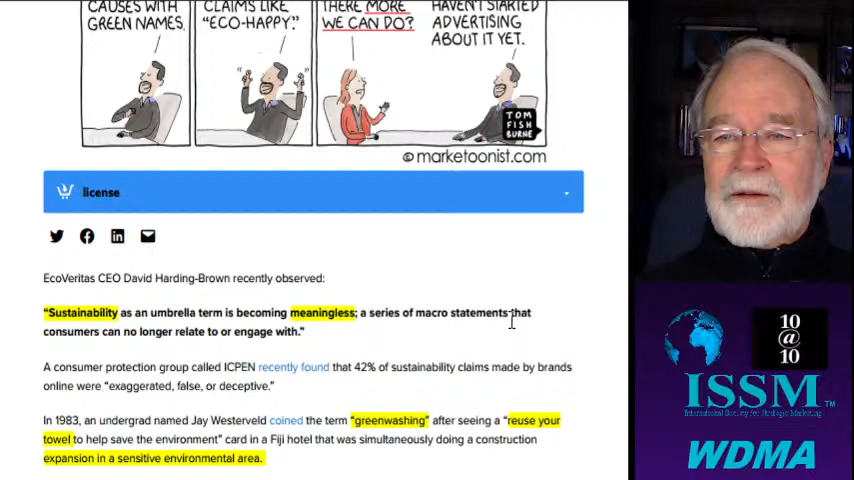 CAUSES WITH
GREEN NAMES.
CLAIMS LIKE
"ECO-HAPPY."
THERE MORE
WE CAN DO?
HAVEN'T STARTED
ADVERTISING
ABOUT IT YET.
TOM
FISH
BURNE
© marketoonist.com
license
EcoVeritas CEO David Harding-Brown recently observed:
"Sustainability as an umbrella term is becoming meaningless; a series of macro statements that
consumers can no longer relate to or engage with."
A consumer protection group called ICPEN recently found that 42% of sustainability claims made by brands
online were "exaggerated, false, or deceptive."
In 1983, an undergrad named Jay Westerveld coined the term "greenwashing" after seeing a "reuse your
towel to help save the environment" card in a Fiji hotel that was simultaneously doing a construction
expansion in a sensitive environmental area.
10
@
10
ISSM™
International Society for Strategic Marketing
WDMA